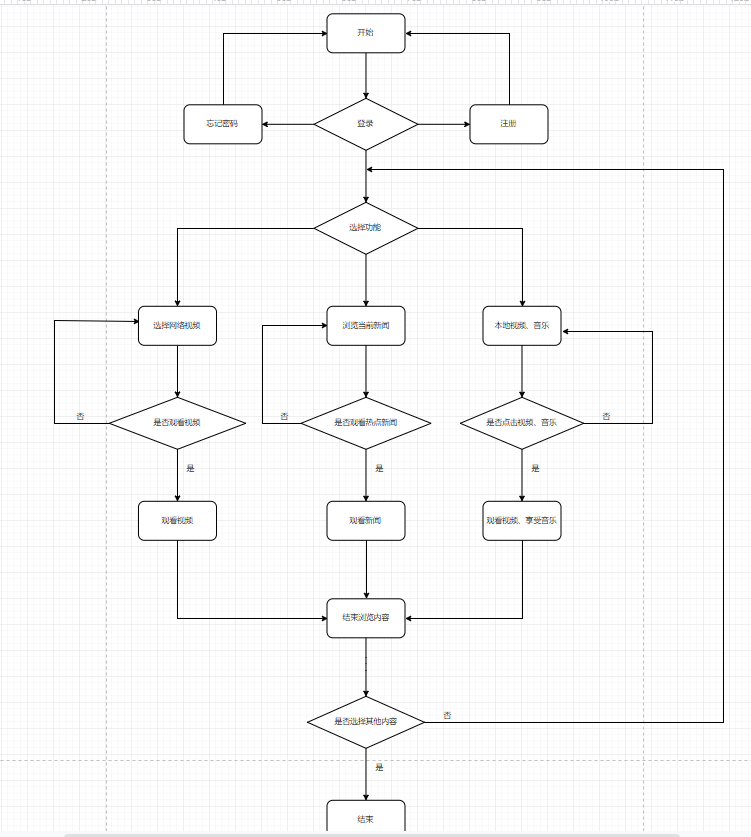 开始
忘记密码
登录
注册
选择功能
选择网络视频
浏览当前新闻
本地视频、音乐
否
是否观看视频
否
是否观看热点新闻
是否点击视频、音乐
否
是
是
是
观看视频
观看新闻
观看视频、享受音乐
结束浏览内容
是否选择其他内容
否
是
结束